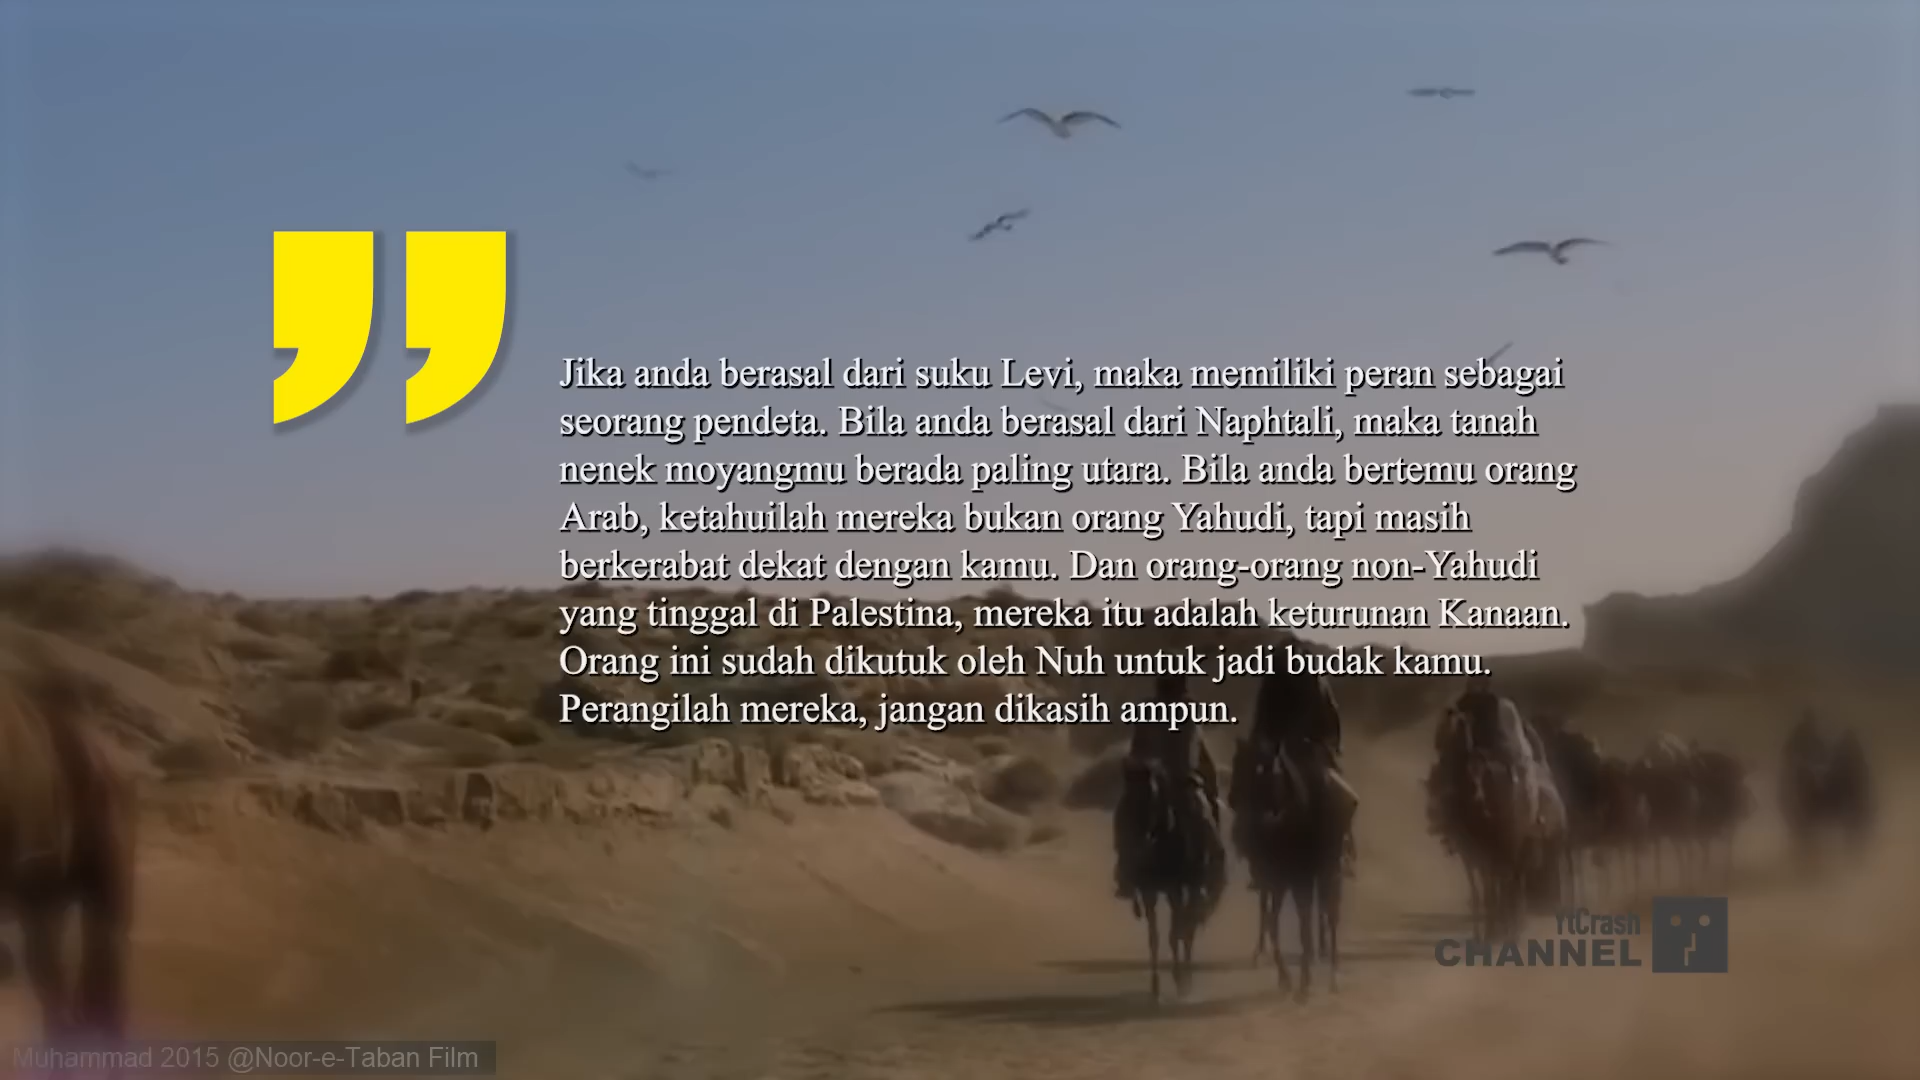 Jika anda berasal dari suku Levi, maka memiliki peran sebagai
seorang pendeta. Bila anda berasal dari Naphtali, maka tanah
nenek moyangmu berada paling utara. Bila anda bertemu orang
Arab, ketahuilah mereka bukan orang Yahudi, tapi masih
berkerabat dekat dengan kamu. Dan orang-orang non-Yahudi
yang tinggal di Palestina, mereka itu adalah keturunan Kanaan.
Orang ini sudah dikutuk oleh Nuh untuk jadi budak kamu.
Perangilah mereka, jangan dikasih ampun.
YtCrash
CHANNEL
Muhammad 2015 @Noor-e-Taban Film